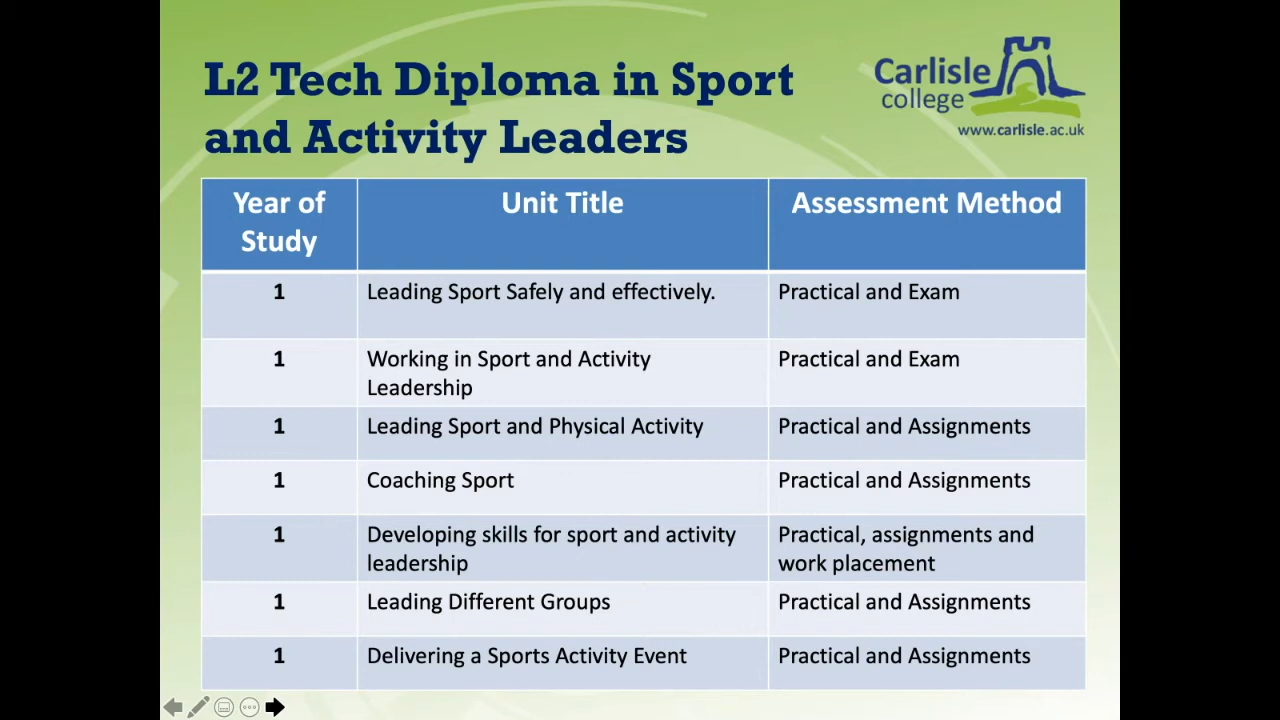 L2 Tech Diploma in Sport
and Activity Leaders
Carlisle
college
www.carlisle.ac.uk
Year of
Study
Unit Title
Assessment Method
1
Leading Sport Safely and effectively.
Practical and Exam
1
Working in Sport and Activity
Leadership
Practical and Exam
1
Leading Sport and Physical Activity
Practical and Assignments
1
Coaching Sport
Practical and Assignments
1
Developing skills for sport and activity
leadership
Practical, assignments and
work placement
1
Leading Different Groups
Practical and Assignments
1
Delivering a Sports Activity Event
Practical and Assignments